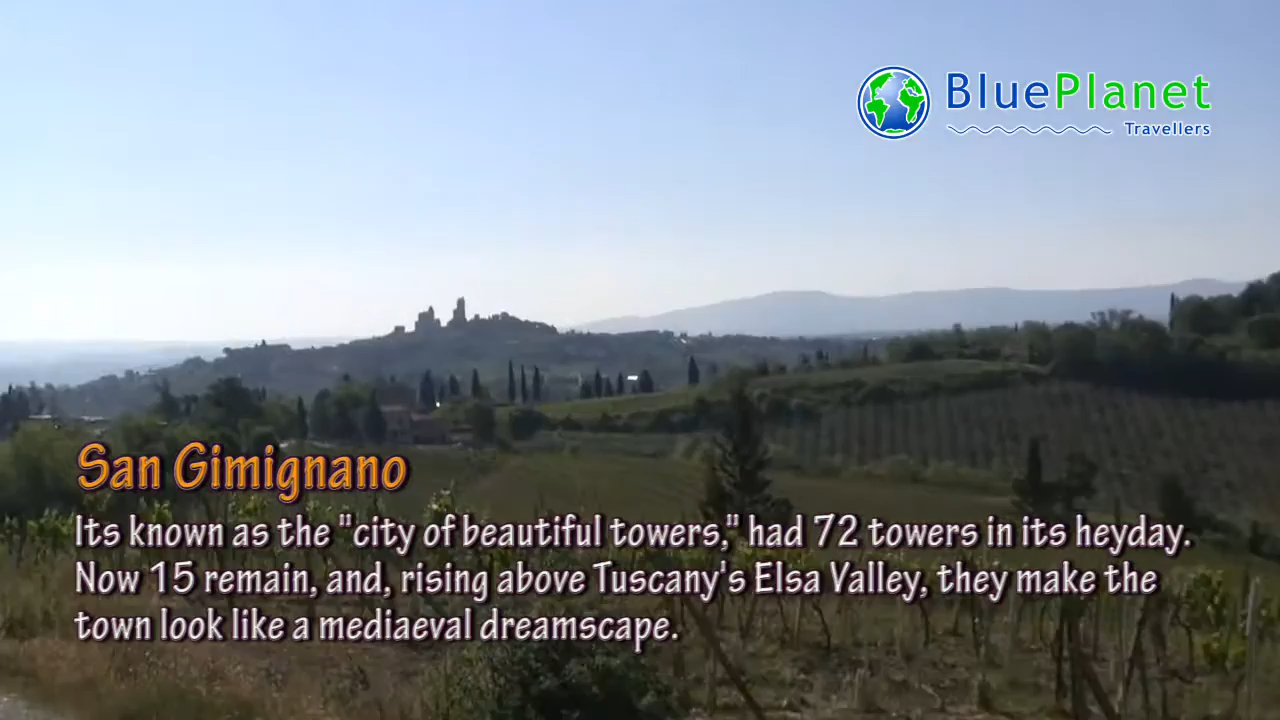 BluePlanet
Travellers
San Gimignano
Its known as the "city of beautiful towers," had 72 towers in its heyday.
Now 15 remain, and, rising above Tuscany's Elsa Valley, they make the
town look like a mediaeval dreamscape.